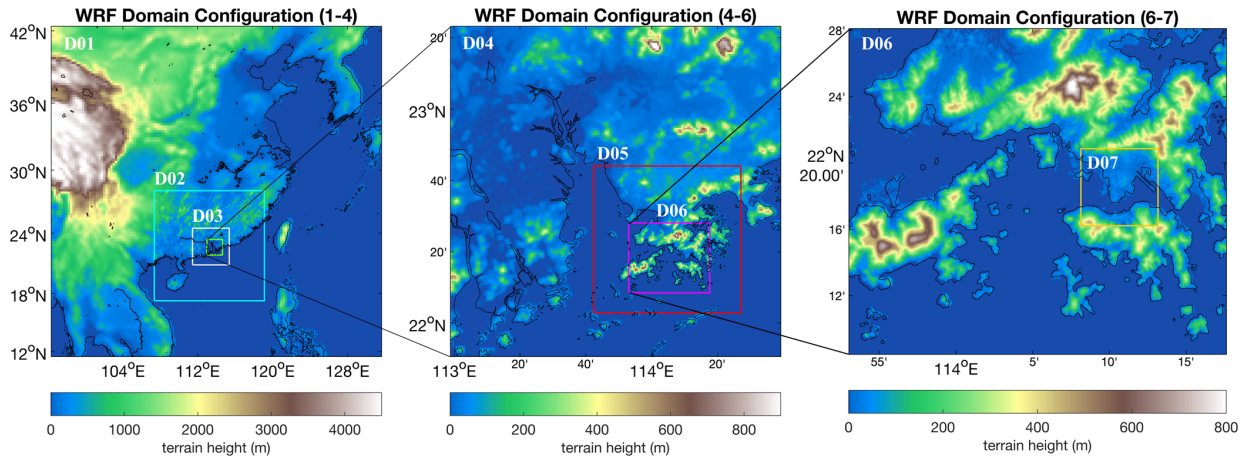 WRF Domain Configuration (1-4)
D01
42°N
36°N
30°N
24°N
18°N
12°N
D02
D03
104°E
112°E
120°E
128°E
0
1000
2000
3000
4000
terrain height (m)
WRF Domain Configuration (4-6)
D04
20'
23°N
40'
20'
22°N
D05
D06
113°E
20'
40'
114°E
20'
0
200
400
600
800
terrain height (m)
WRF Domain Configuration (6-7)
D06
28'
24'
22°N
20.00'
16'
12'
D07
55'
114°E
5'
10'
15'
0
200
400
600
800
terrain height (m)